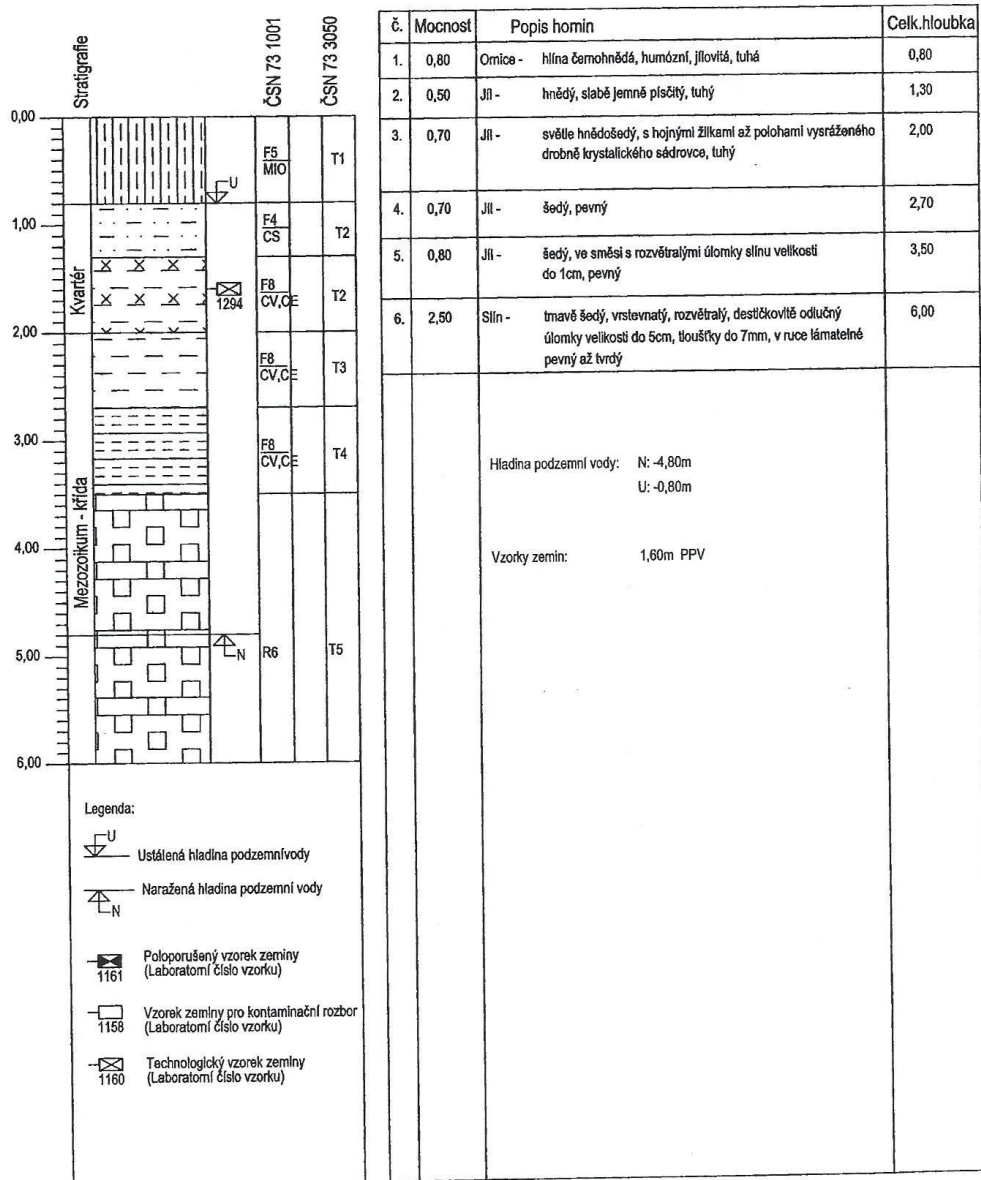 Stratigrafie
ČSN 73 1001
ČSN 73 3050
0,00
1,00
2,00
3,00
4,00
5,00
6,00
Kvartér
Mezozoikum - křída
U
1294
N
F5
MIO
T1
F4
CS
T2
F8
CV,CE
T2
F8
CV,CE
T3
F8
CV,CE
T4
R6
T5
Legenda:
U
Ustálená hladina podzemnívody
Naražená hladina podzemní vody
N
Poloporušený vzorek zeminy
1161 (Laboratorní číslo vzorku)
Vzorek zeminy pro kontaminační rozbor
1158 (Laboratorní číslo vzorku)
Technologický vzorek zeminy
1160 (Laboratorní číslo vzorku)
č. Mocnost Popis hornin Celk.hloubka
1. 0,80 Ornice - hlína černohnědá, humózní, jílovitá, tuhá 0,80
2. 0,50 Jíl - hnědý, slabě jemně písčitý, tuhý 1,30
3. 0,70 Jíl - světle hnědošedý, s hojnými žilkami až polohami vysráženého 2,00
drobně krystalického sádrovce, tuhý
4. 0,70 Jíl - šedý, pevný 2,70
5. 0,80 Jíl - šedý, ve směsi s rozvětralými úlomky slínu velikosti 3,50
do 1cm, pevný
6. 2,50 Slín - tmavě šedý, vrstevnatý, rozvětralý, destičkovitě odlučný 6,00
úlomky velikosti do 5cm, tloušťky do 7mm, v ruce lámatelné
pevný až tvrdý
Hladina podzemní vody: N: -4,80m
U: -0,80m
Vzorky zemin: 1,60m PPV